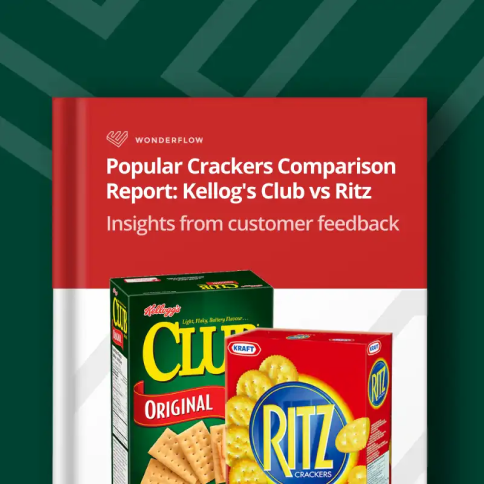 WONDERFLOW
Popular Crackers Comparison
Report: Kellog's Club vs Ritz
Insights from customer feedback
Kellogg's
Light, Flaky, Buttery Flavour...
CLU
ORIGINAL
CLUB
KRAFT
RITZ
CRACKERS
RITZ